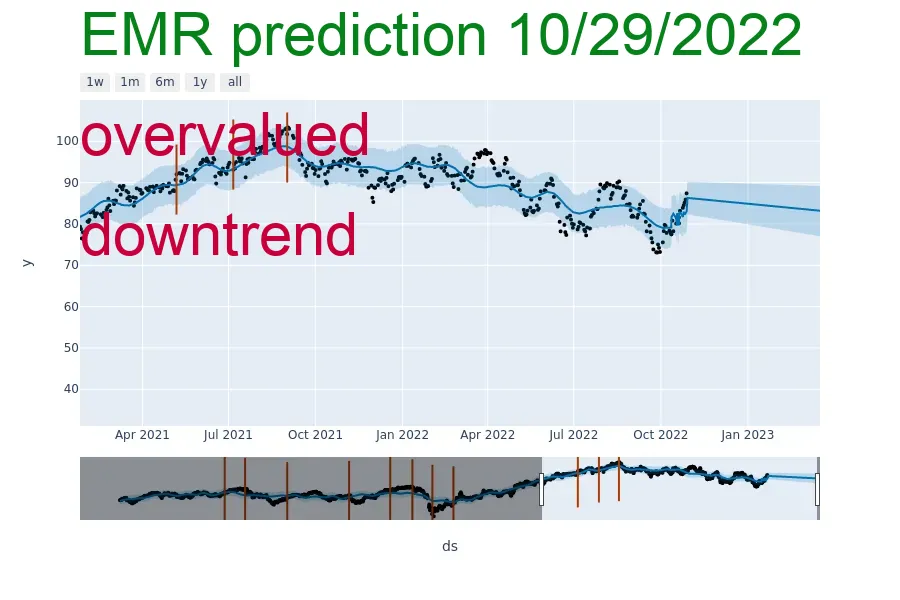 EMR prediction 10/29/2022
1w 1m 6m 1y all
overvalued
downtrend
100
90
80
70
60
50
40
y
Apr 2021 Jul 2021 Oct 2021 Jan 2022 Apr 2022 Jul 2022 Oct 2022 Jan 2023
ds